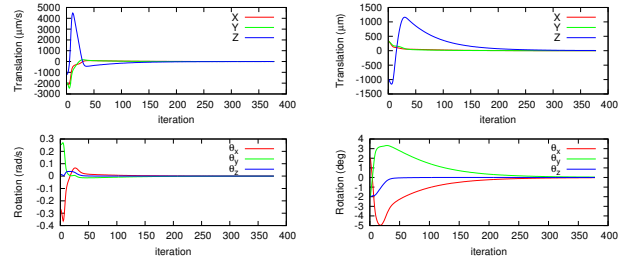 5000
4000
3000
2000
1000
0
-1000
-2000
-3000
Translation (μm/s)
X
Y
Z
0 50 100 150 200 250 300 350 400
iteration
1500
1000
500
0
-500
-1000
-1500
Translation (μm)
X
Y
Z
0 50 100 150 200 250 300 350 400
iteration
0.3
0.2
0.1
0
-0.1
-0.2
-0.3
-0.4
Rotation (rad/s)
θx
θy
θz
0 50 100 150 200 250 300 350 400
iteration
4
3
2
1
0
-1
-2
-3
-4
-5
Rotation (deg)
θx
θy
θz
0 50 100 150 200 250 300 350 400
iteration